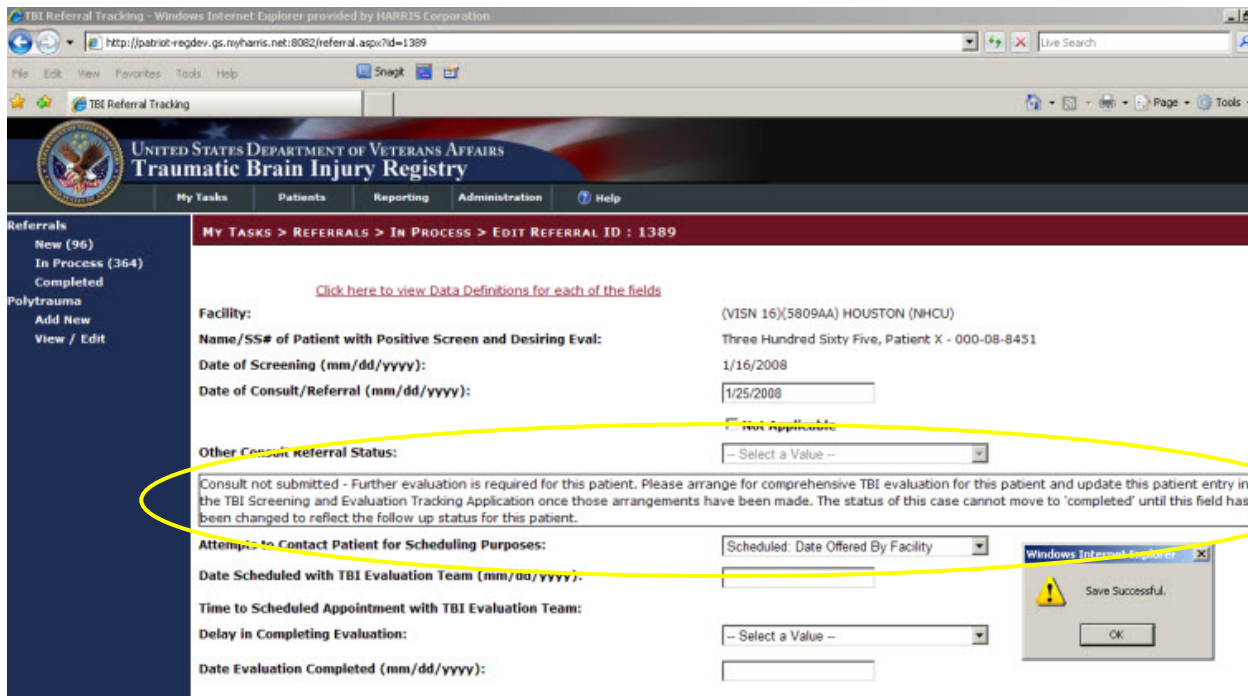 TBI Referral Tracking - Windows Internet Explorer provided by HARRIS Corporation
http://patriot-regdev.gs.myharris.net:8082/referral.aspx?id=1389
Live Search
File Edit View Favorites Tools Help
SnagIt
TBI Referral Tracking
Page
Tools
UNITED STATES DEPARTMENT OF VETERANS AFFAIRS
Traumatic Brain Injury Registry
My Tasks Patients Reporting Administration ? Help
Referrals
New (96)
In Process (364)
Completed
Polytrauma
Add New
View / Edit
MY TASKS > REFERRALS > IN PROCESS > EDIT REFERRAL ID : 1389
Click here to view Data Definitions for each of the fields
Facility: (VISN 16)(5809AA) HOUSTON (NHCU)
Name/SS# of Patient with Positive Screen and Desiring Eval: Three Hundred Sixty Five, Patient X - 000-08-8451
Date of Screening (mm/dd/yyyy): 1/16/2008
Date of Consult/Referral (mm/dd/yyyy): 1/25/2008
Not Applicable
Other Consult Referral Status: -- Select a Value --
Consult not submitted - Further evaluation is required for this patient. Please arrange for comprehensive TBI evaluation for this patient and update this patient entry in
the TBI Screening and Evaluation Tracking Application once those arrangements have been made. The status of this case cannot move to 'completed' until this field has
been changed to reflect the follow up status for this patient.
Attempts to Contact Patient for Scheduling Purposes: Scheduled: Date Offered By Facility
Date Scheduled with TBI Evaluation Team (mm/dd/yyyy):
Time to Scheduled Appointment with TBI Evaluation Team:
Delay in Completing Evaluation: -- Select a Value --
Date Evaluation Completed (mm/dd/yyyy):
Windows Internet Explorer
Save Successful.
OK